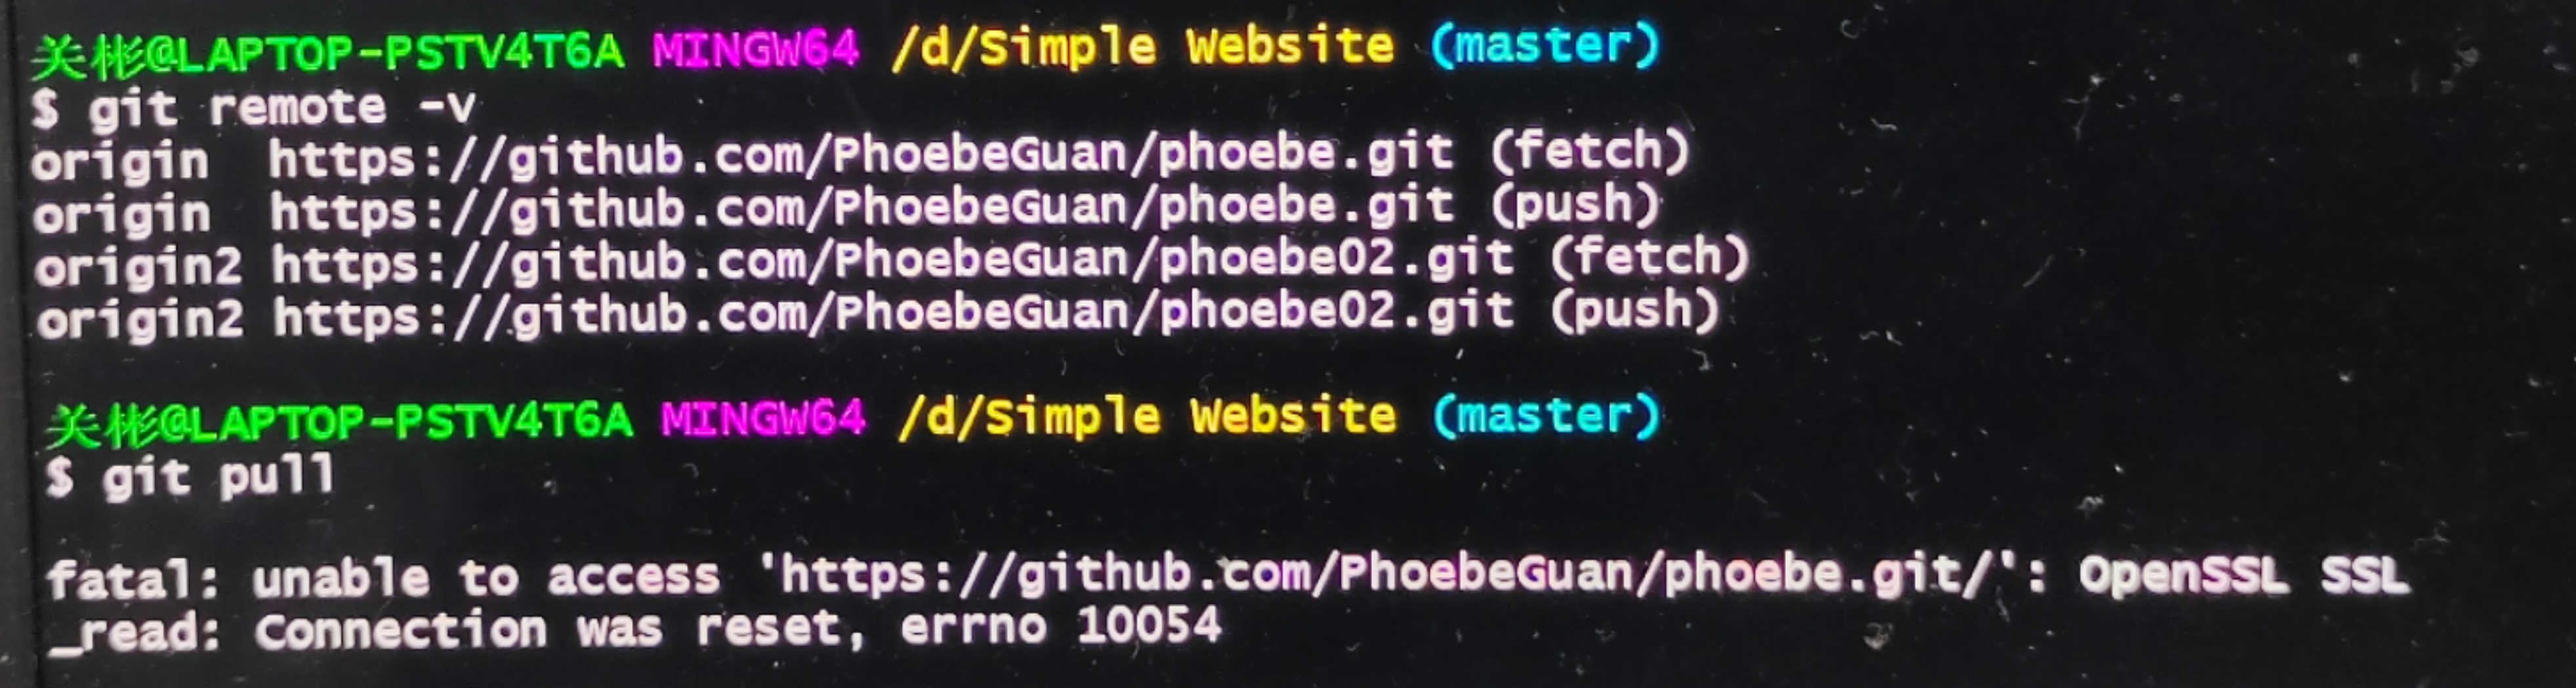 关彬@LAPTOP-PSTV4T6A MINGW64 /d/Simple Website (master)
$ git remote -v
origin  https://github.com/PhoebeGuan/phoebe.git (fetch)
origin  https://github.com/PhoebeGuan/phoebe.git (push)
origin2 https://github.com/PhoebeGuan/phoebe02.git (fetch)
origin2 https://github.com/PhoebeGuan/phoebe02.git (push)
关彬@LAPTOP-PSTV4T6A MINGW64 /d/Simple Website (master)
$ git pull
fatal: unable to access 'https://github.com/PhoebeGuan/phoebe.git/': OpenSSL SSL
_read: Connection was reset, errno 10054